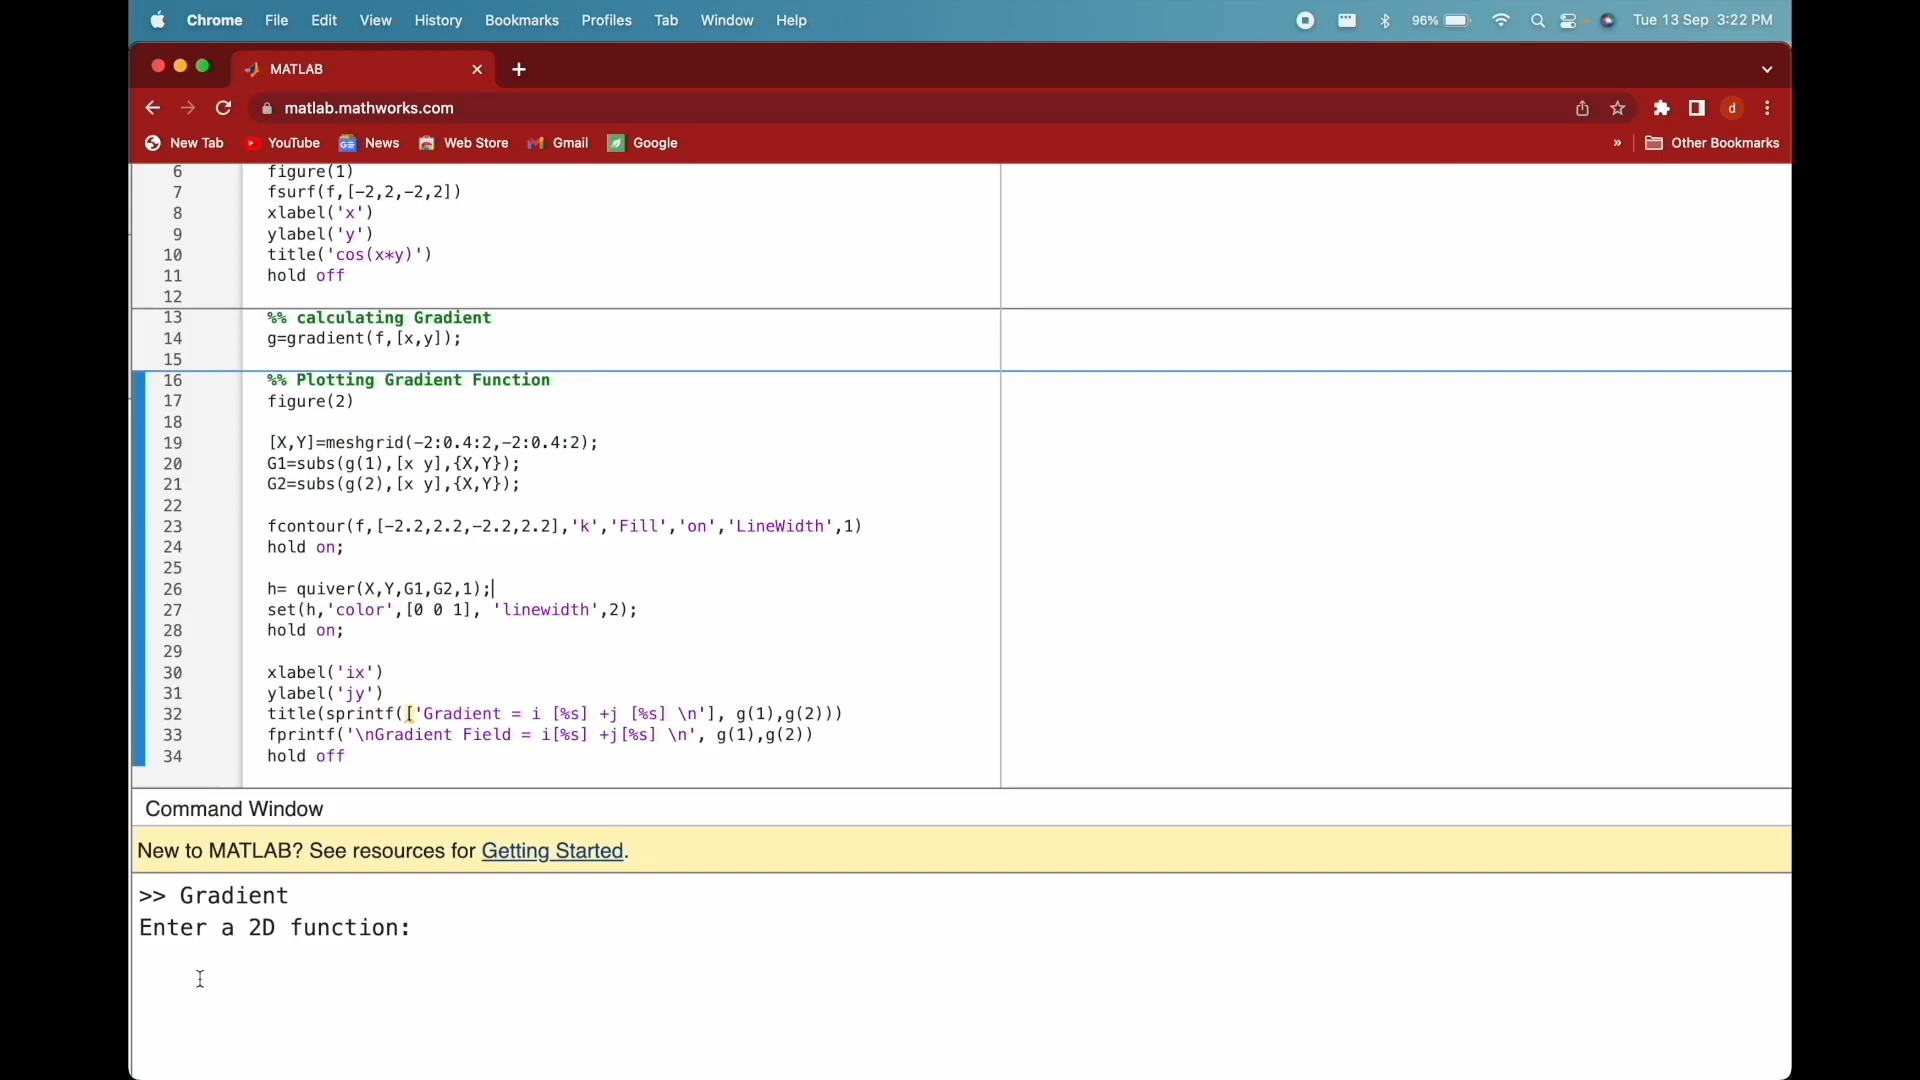 Chrome File Edit View History Bookmarks Profiles Tab Window Help 96% Tue 13 Sep 3:22 PM
MATLAB
matlab.mathworks.com d
New Tab YouTube News Web Store Gmail Google » Other Bookmarks
6 figure(1)
7 fsurf(f,[-2,2,-2,2])
8 xlabel('x')
9 ylabel('y')
10 title('cos(x*y)')
11 hold off
12
13 %% calculating Gradient
14 g=gradient(f,[x,y]);
15
16 %% Plotting Gradient Function
17 figure(2)
18
19 [X,Y]=meshgrid(-2:0.4:2,-2:0.4:2);
20 G1=subs(g(1),[x y],{X,Y});
21 G2=subs(g(2),[x y],{X,Y});
22
23 fcontour(f,[-2.2,2.2,-2.2,2.2],'k','Fill','on','LineWidth',1)
24 hold on;
25
26 h= quiver(X,Y,G1,G2,1);
27 set(h,'color',[0 0 1], 'linewidth',2);
28 hold on;
29
30 xlabel('ix')
31 ylabel('jy')
32 title(sprintf(['Gradient = i [%s] +j [%s] \n'], g(1),g(2)))
33 fprintf('\nGradient Field = i[%s] +j[%s] \n', g(1),g(2))
34 hold off
Command Window
New to MATLAB? See resources for Getting Started.
>> Gradient
Enter a 2D function: